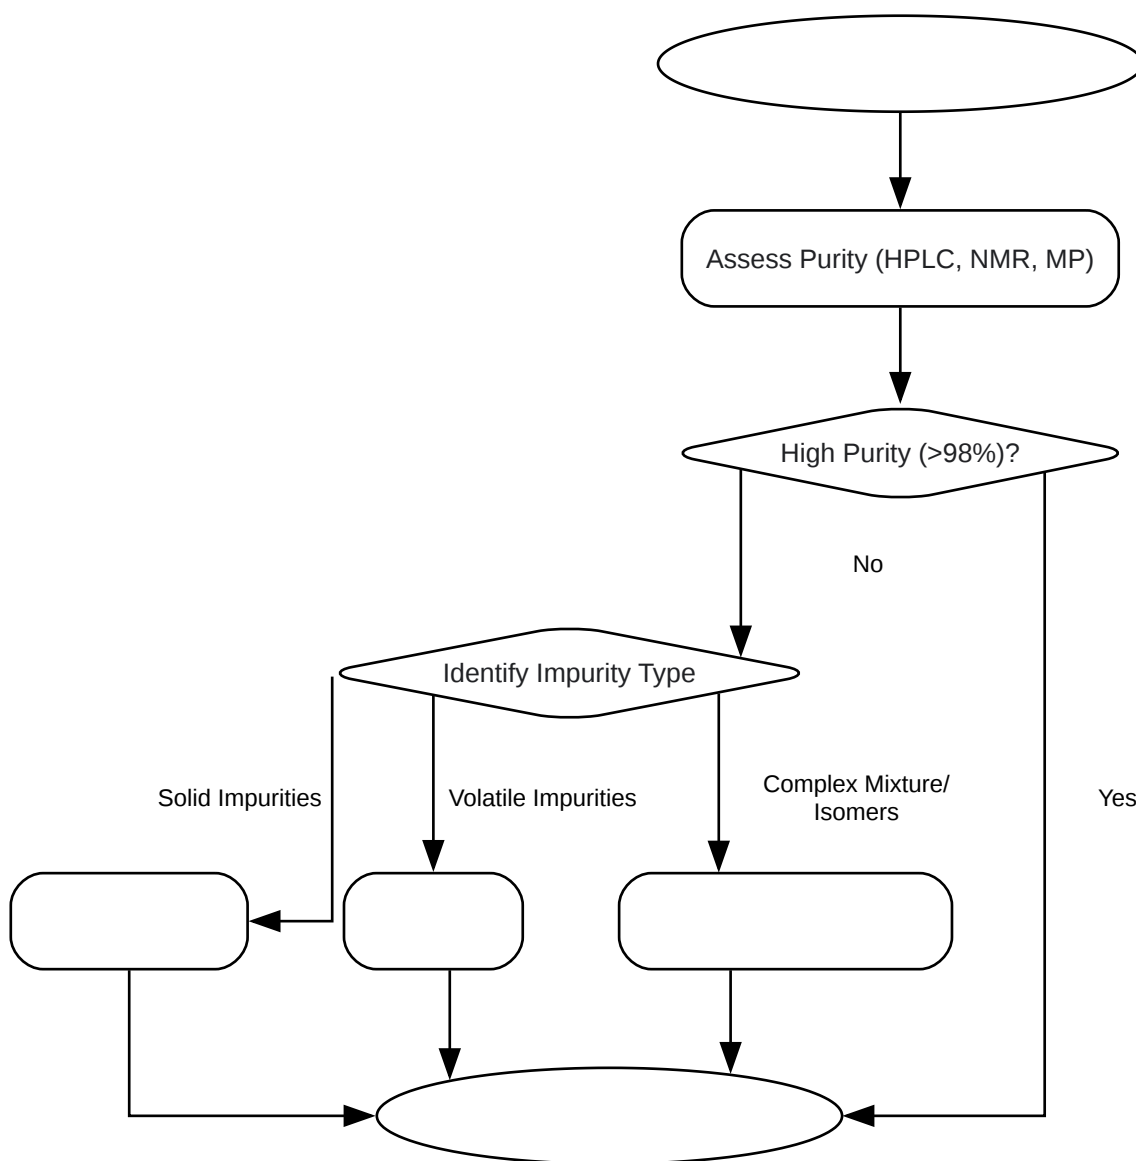 Assess Purity (HPLC, NMR, MP)
High Purity (>98%)?
No
Identify Impurity Type
Solid Impurities
Volatile Impurities
Complex Mixture/
Isomers
Yes